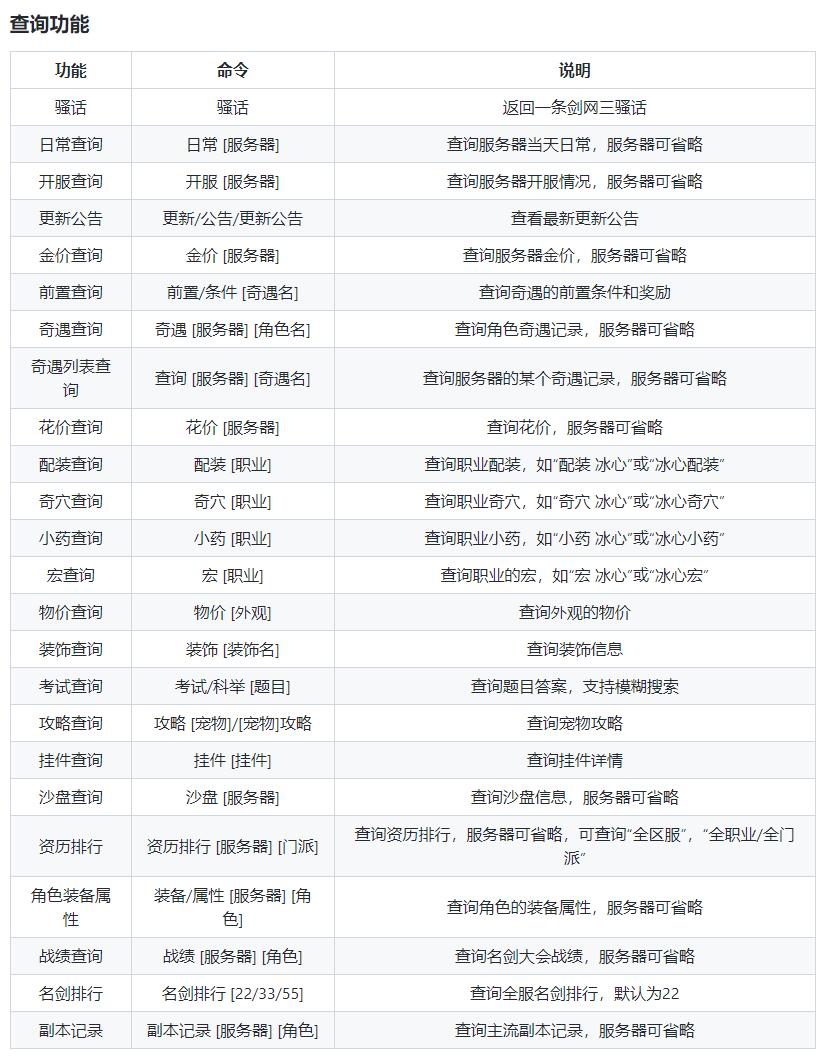 查询功能
功能 命令 说明
骚话 骚话 返回一条剑网三骚话
日常查询 日常 [服务器] 查询服务器当天日常，服务器可省略
开服查询 开服 [服务器] 查询服务器开服情况，服务器可省略
更新公告 更新/公告/更新公告 查看最新更新公告
金价查询 金价 [服务器] 查询服务器金价，服务器可省略
前置查询 前置/条件 [奇遇名] 查询奇遇的前置条件和奖励
奇遇查询 奇遇 [服务器] [角色名] 查询角色奇遇记录，服务器可省略
奇遇列表查
询 查询 [服务器] [奇遇名] 查询服务器的某个奇遇记录，服务器可省略
花价查询 花价 [服务器] 查询花价，服务器可省略
配装查询 配装 [职业] 查询职业配装，如“配装 冰心”或“冰心配装”
奇穴查询 奇穴 [职业] 查询职业奇穴，如“奇穴 冰心”或“冰心奇穴”
小药查询 小药 [职业] 查询职业小药，如“小药 冰心”或“冰心小药”
宏查询 宏 [职业] 查询职业的宏，如“宏 冰心”或“冰心宏”
物价查询 物价 [外观] 查询外观的物价
装饰查询 装饰 [装饰名] 查询装饰信息
考试查询 考试/科举 [题目] 查询题目答案，支持模糊搜索
攻略查询 攻略 [宠物]/[宠物]攻略 查询宠物攻略
挂件查询 挂件 [挂件] 查询挂件详情
沙盘查询 沙盘 [服务器] 查询沙盘信息，服务器可省略
资历排行 资历排行 [服务器] [门派] 查询资历排行，服务器可省略，可查询“全区服”，“全职业/全门
派”
角色装备属
性 装备/属性 [服务器] [角
色] 查询角色的装备属性，服务器可省略
战绩查询 战绩 [服务器] [角色] 查询名剑大会战绩，服务器可省略
名剑排行 名剑排行 [22/33/55] 查询全服名剑排行，默认为22
副本记录 副本记录 [服务器] [角色] 查询主流副本记录，服务器可省略